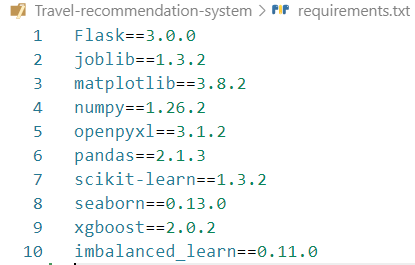 Travel-recommendation-system > requirements.txt
1 Flask==3.0.0
2 joblib==1.3.2
3 matplotlib==3.8.2
4 numpy==1.26.2
5 openpyxl==3.1.2
6 pandas==2.1.3
7 scikit-learn==1.3.2
8 seaborn==0.13.0
9 xgboost==2.0.2
10 imbalanced_learn==0.11.0